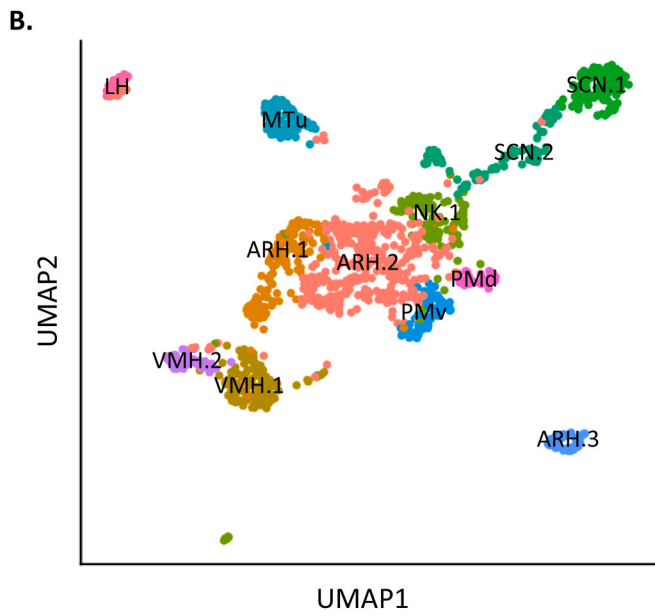 B.
LH
SCN.1
MTu
SCN.2
NK.1
ARH.1
ARH.2
PMd
PMv
VMH.2
VMH.1
ARH.3
UMAP2
UMAP1